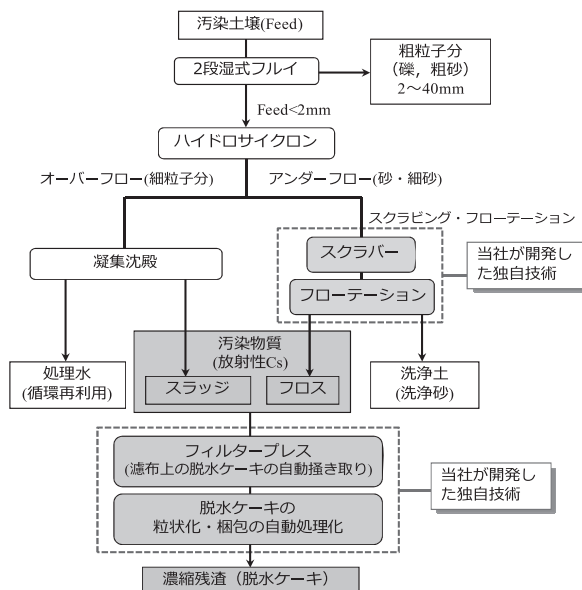 汚染土壌(Feed)
2段湿式フルイ
粗粒子分
(礫，粗砂)
2～40mm
Feed<2mm
ハイドロサイクロン
オーバーフロー(細粒子分)
アンダーフロー(砂・細砂)
スクラビング・フローテーション
スクラバー
当社が開発し
た独自技術
凝集沈殿
フローテーション
汚染物質
(放射性Cs)
処理水
(循環再利用)
スラッジ
フロス
洗浄土
(洗浄砂)
フィルタープレス
(濾布上の脱水ケーキの自動掻き取り)
当社が開発し
た独自技術
脱水ケーキの
粒状化・梱包の自動処理化
濃縮残渣（脱水ケーキ）